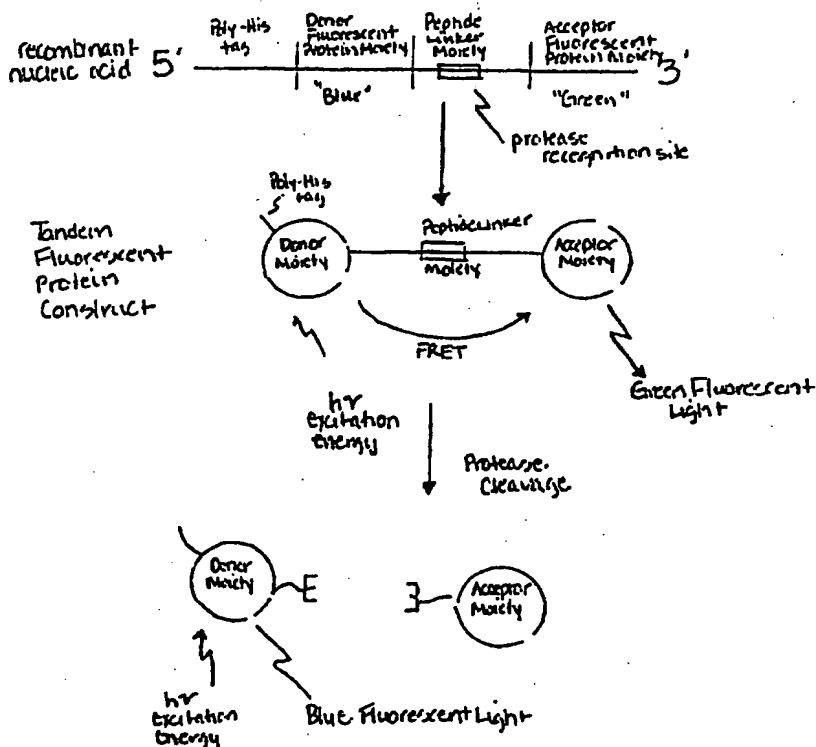 recombinant
nucleic acid
5'
Poly-His
tag
Donor
Fluorescent
Protein Moiety
"Blue"
Peptide
Linker
Moiety
Acceptor
Fluorescent
Protein Moiety
"Green"
3'
protease
recognition site
Tandem
Fluorescent
Protein
Construct
Poly-His
tag
Donor
Moiety
Peptide Linker
Moiety
Acceptor
Moiety
FRET
hν
excitation
energy
Green Fluorescent
Light
Protease
Cleavage
Donor
Moiety
E
Acceptor
Moiety
hν
excitation
energy
Blue Fluorescent Light